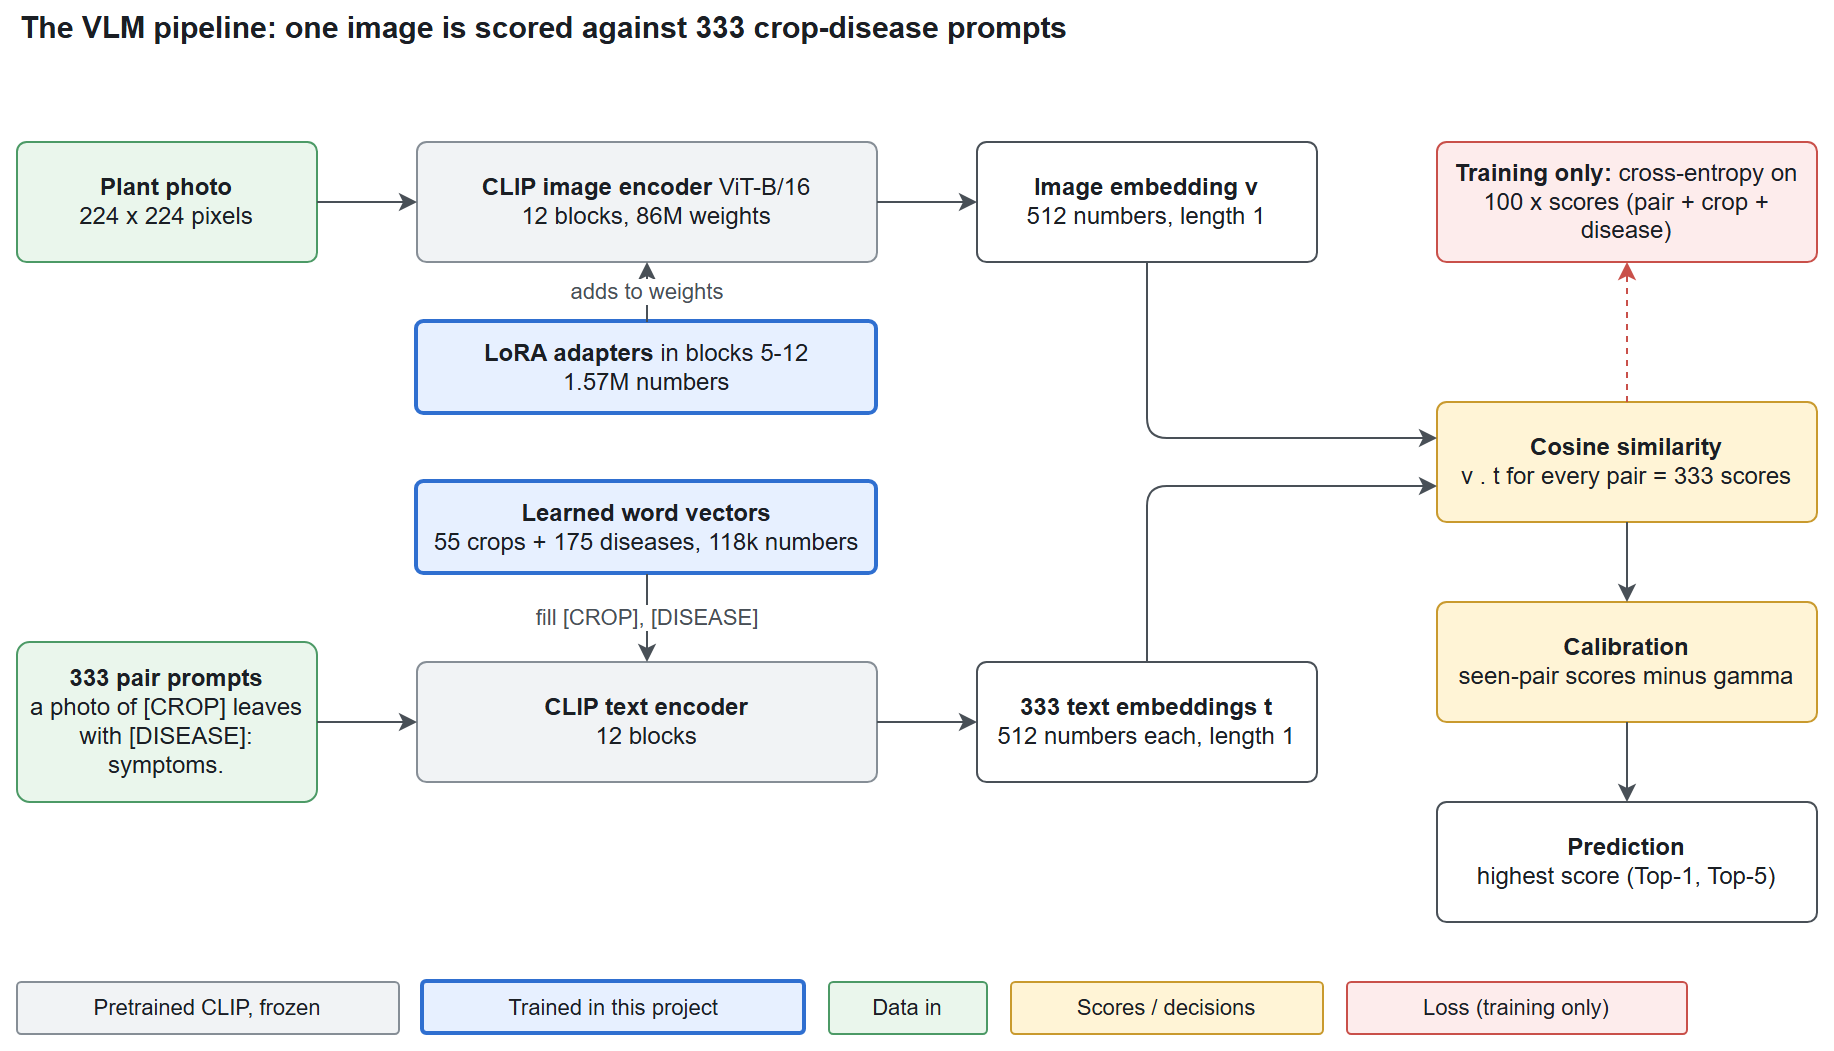 The VLM pipeline: one image is scored against 333 crop-disease prompts
Plant photo
224 x 224 pixels
CLIP image encoder ViT-B/16
12 blocks, 86M weights
Image embedding v
512 numbers, length 1
Training only: cross-entropy on
100 x scores (pair + crop +
disease)
adds to weights
LoRA adapters in blocks 5-12
1.57M numbers
Cosine similarity
v . t for every pair = 333 scores
Learned word vectors
55 crops + 175 diseases, 118k numbers
fill [CROP], [DISEASE]
Calibration
seen-pair scores minus gamma
333 pair prompts
a photo of [CROP] leaves
with [DISEASE]:
symptoms.
CLIP text encoder
12 blocks
333 text embeddings t
512 numbers each, length 1
Prediction
highest score (Top-1, Top-5)
Pretrained CLIP, frozen
Trained in this project
Data in
Scores / decisions
Loss (training only)